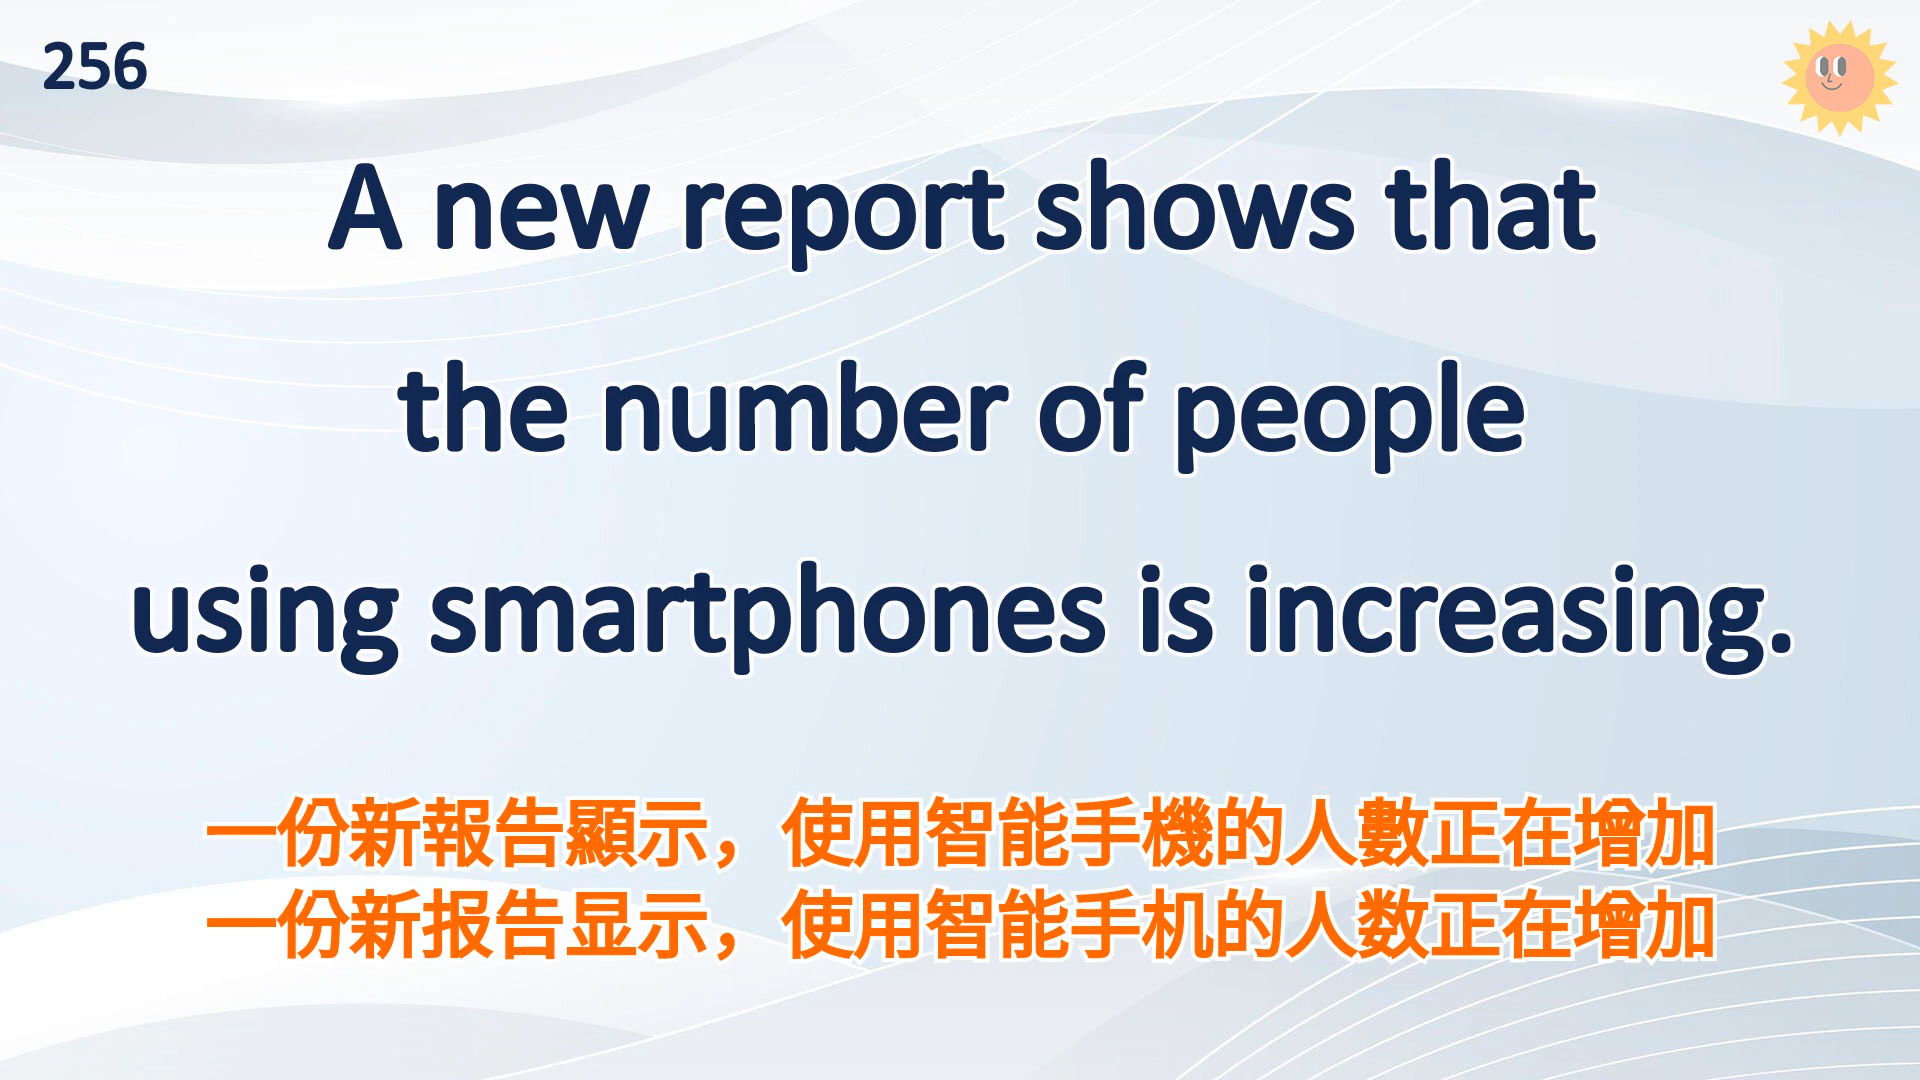 256
A new report shows that
the number of people
using smartphones is increasing.
一份新報告顯示，使用智能手機的人數正在增加
一份新报告显示，使用智能手机的人数正在增加